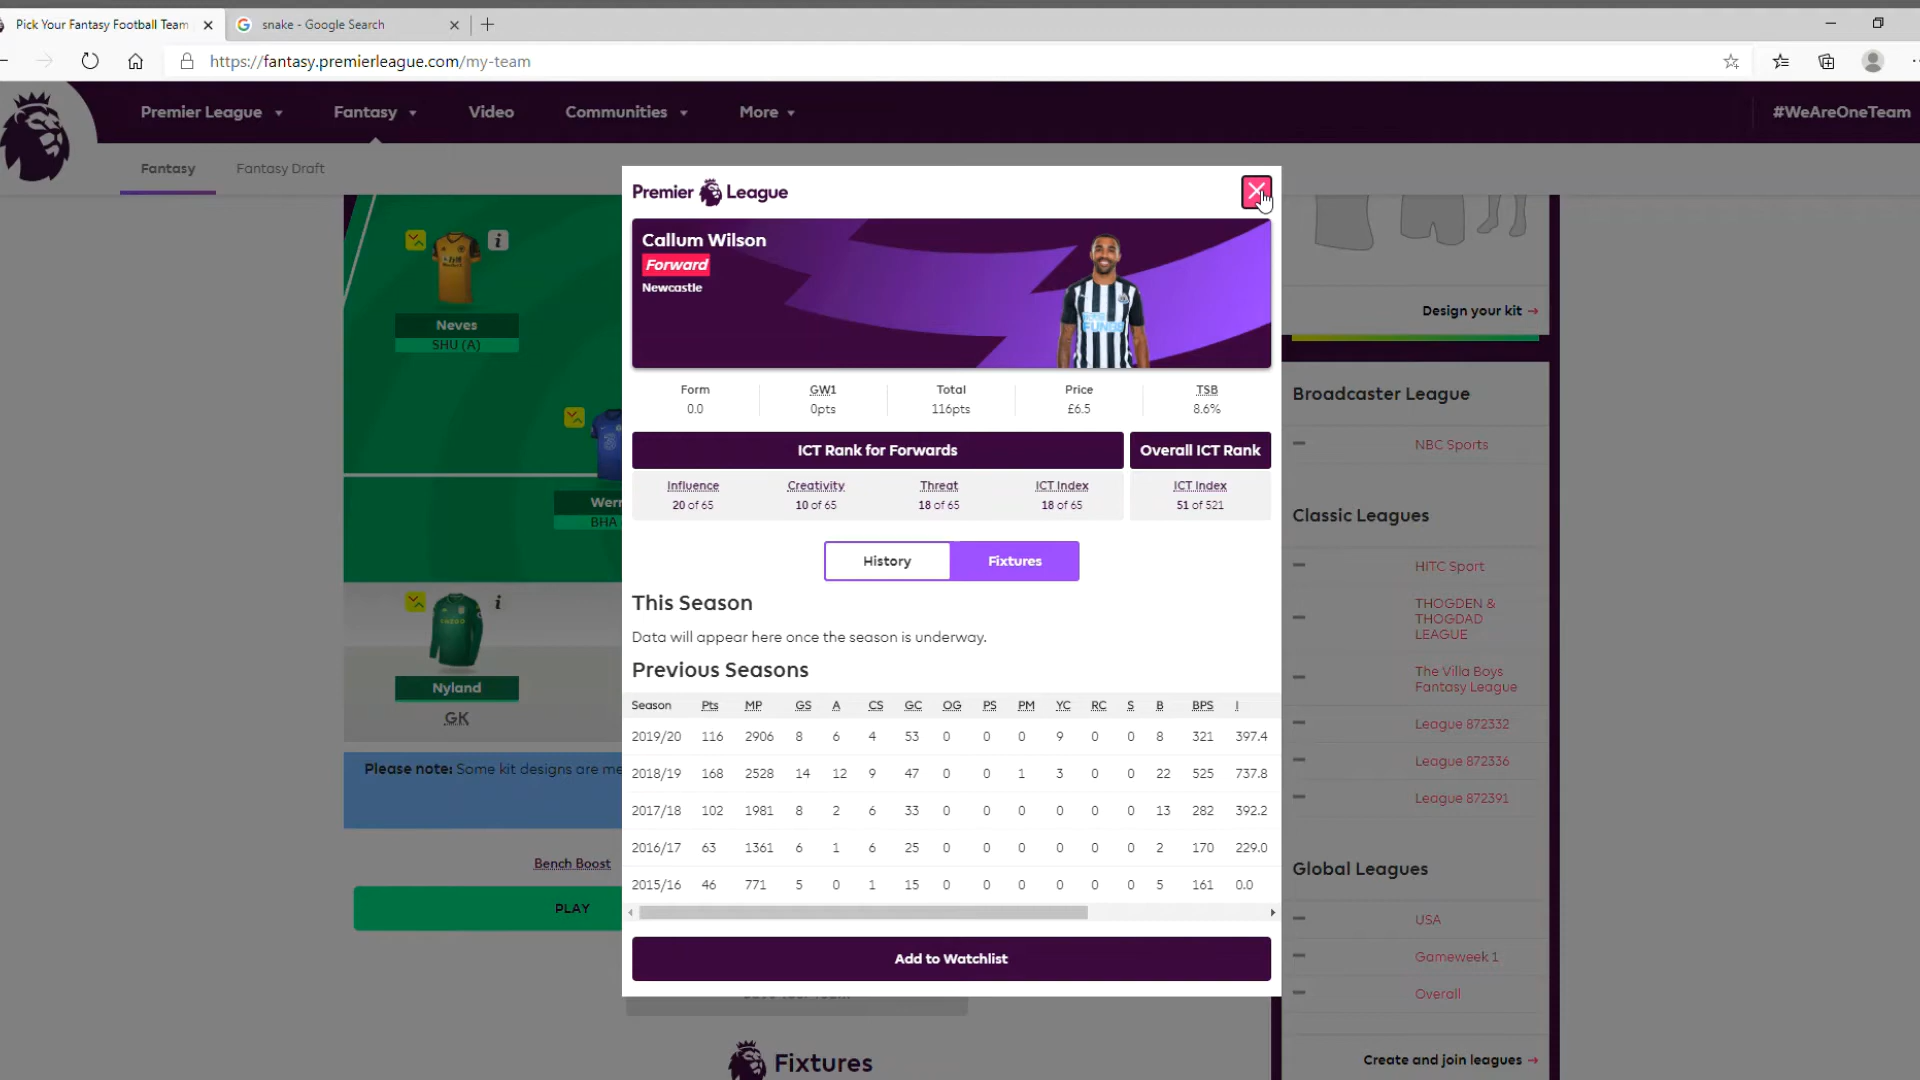 Pick Your Fantasy Football Team
snake - Google Search
https://fantasy.premierleague.com/my-team
Premier League
Fantasy
Video
Communities
More
#WeAreOneTeam
Fantasy
Fantasy Draft
Neves
SHU (A)
Werr
BHA
Nyland
GK
Please note: Some kit designs are me
Bench Boost
PLAY
Premier League
Callum Wilson
Forward
Newcastle
Form GW1 Total Price TSB
0.0 0pts 116pts £6.5 8.6%
ICT Rank for Forwards Overall ICT Rank
Influence Creativity Threat ICT Index ICT Index
20 of 65 10 of 65 18 of 65 18 of 65 51 of 521
History Fixtures
This Season
Data will appear here once the season is underway.
Previous Seasons
Season Pts MP GS A CS GC OG PS PM YC RC S B BPS I
2019/20 116 2906 8 6 4 53 0 0 0 9 0 0 8 321 397.4
2018/19 168 2528 14 12 9 47 0 0 1 3 0 0 22 525 737.8
2017/18 102 1981 8 2 6 33 0 0 0 0 0 0 13 282 392.2
2016/17 63 1361 6 1 6 25 0 0 0 0 0 0 2 170 229.0
2015/16 46 771 5 0 1 15 0 0 0 0 0 0 5 161 0.0
Add to Watchlist
Fixtures
Design your kit →
Broadcaster League
NBC Sports
Classic Leagues
HITC Sport
THOGDEN &
THOGDAD
LEAGUE
The Villa Boys
Fantasy League
League 872332
League 872336
League 872391
Global Leagues
USA
Gameweek 1
Overall
Create and join leagues →